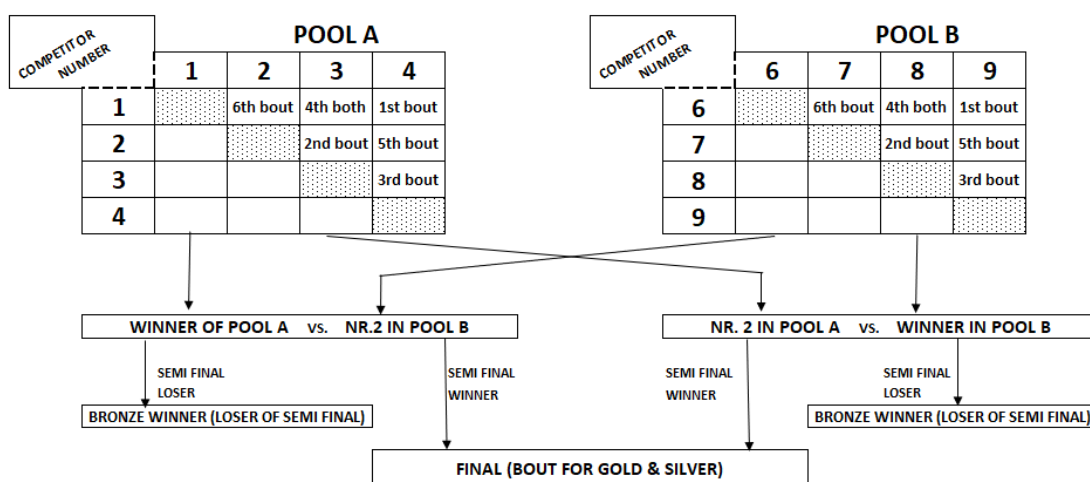 COMPETITOR
NUMBER
POOL A
1 2 3 4
1 6th bout 4th both 1st bout
2 2nd bout 5th bout
3 3rd bout
4
COMPETITOR
NUMBER
POOL B
6 7 8 9
6 6th bout 4th both 1st bout
7 2nd bout 5th bout
8 3rd bout
9
WINNER OF POOL A vs. NR.2 IN POOL B
NR. 2 IN POOL A vs. WINNER IN POOL B
SEMI FINAL
LOSER
SEMI FINAL
WINNER
SEMI FINAL
WINNER
SEMI FINAL
LOSER
BRONZE WINNER (LOSER OF SEMI FINAL)
BRONZE WINNER (LOSER OF SEMI FINAL)
FINAL (BOUT FOR GOLD & SILVER)